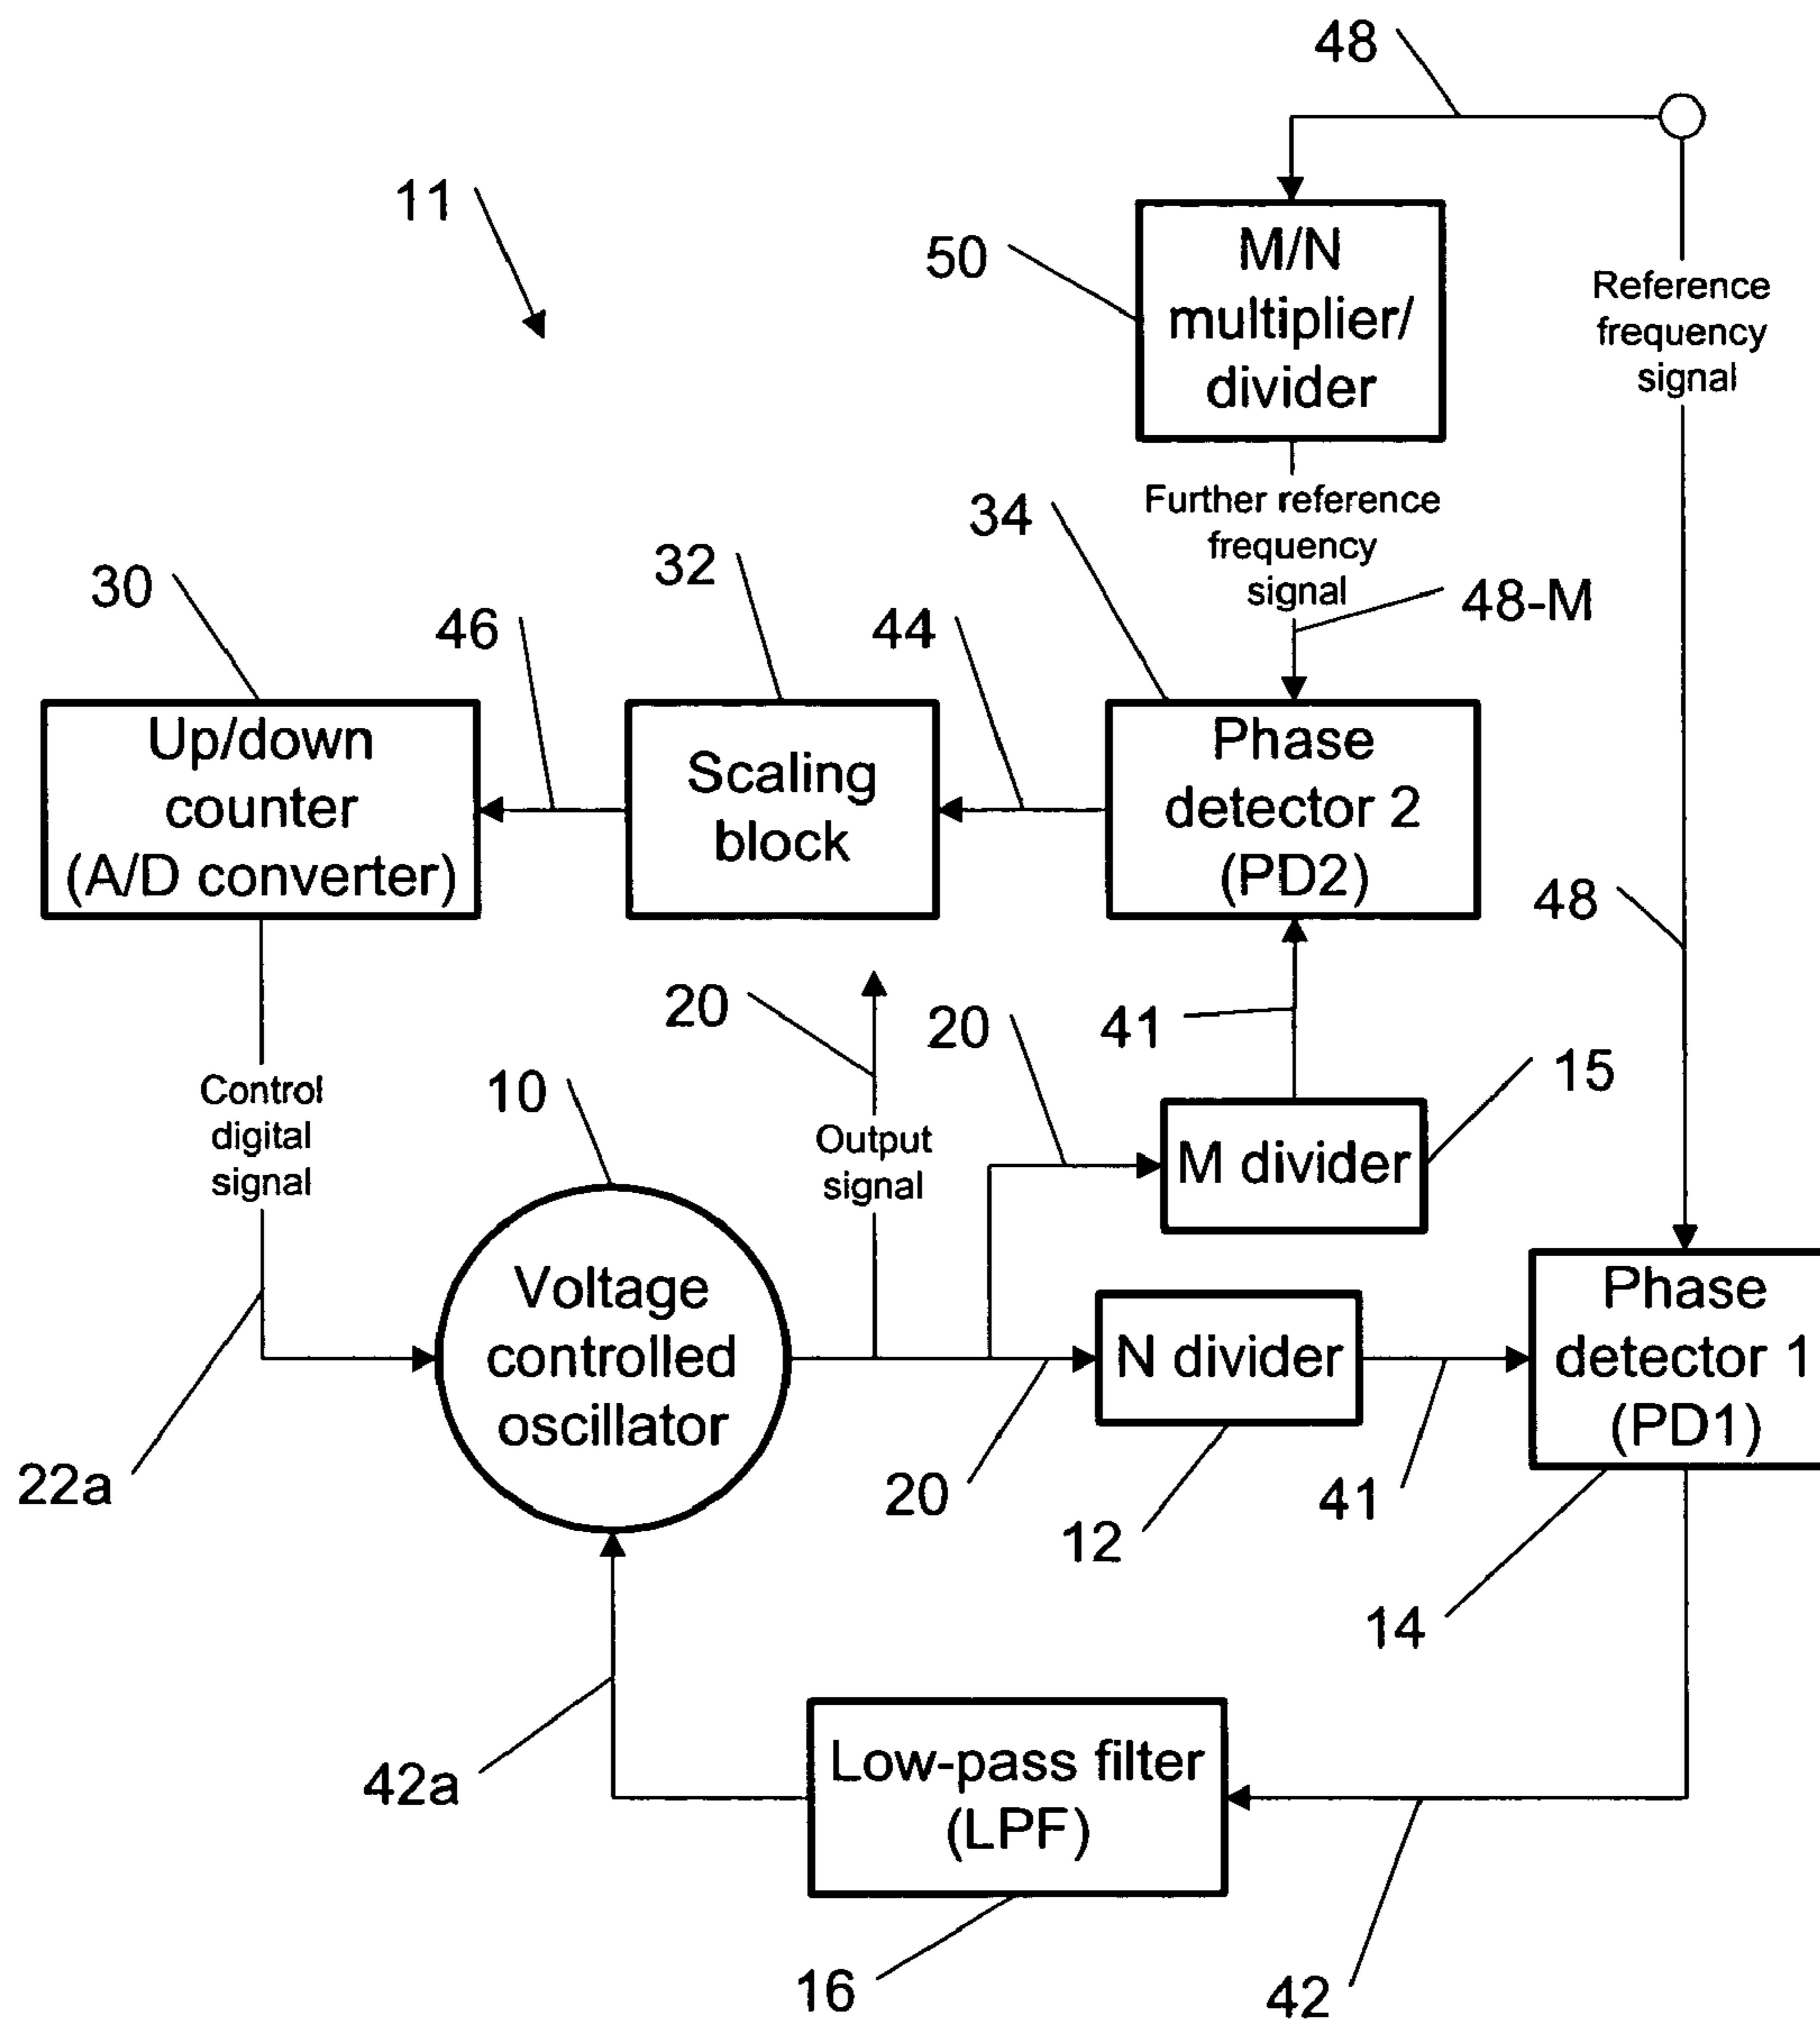 48
11
50
M/N
multiplier/
divider
Reference
frequency
signal
Further reference
frequency
signal
34
48-M
32
30
46
44
Up/down
counter
(A/D converter)
Scaling
block
Phase
detector 2
(PD2)
48
20
20
41
15
Control
digital
signal
10
Output
signal
M divider
Voltage
controlled
oscillator
N divider
Phase
detector 1
(PD1)
22a
20
12
41
14
42a
Low-pass filter
(LPF)
16
42